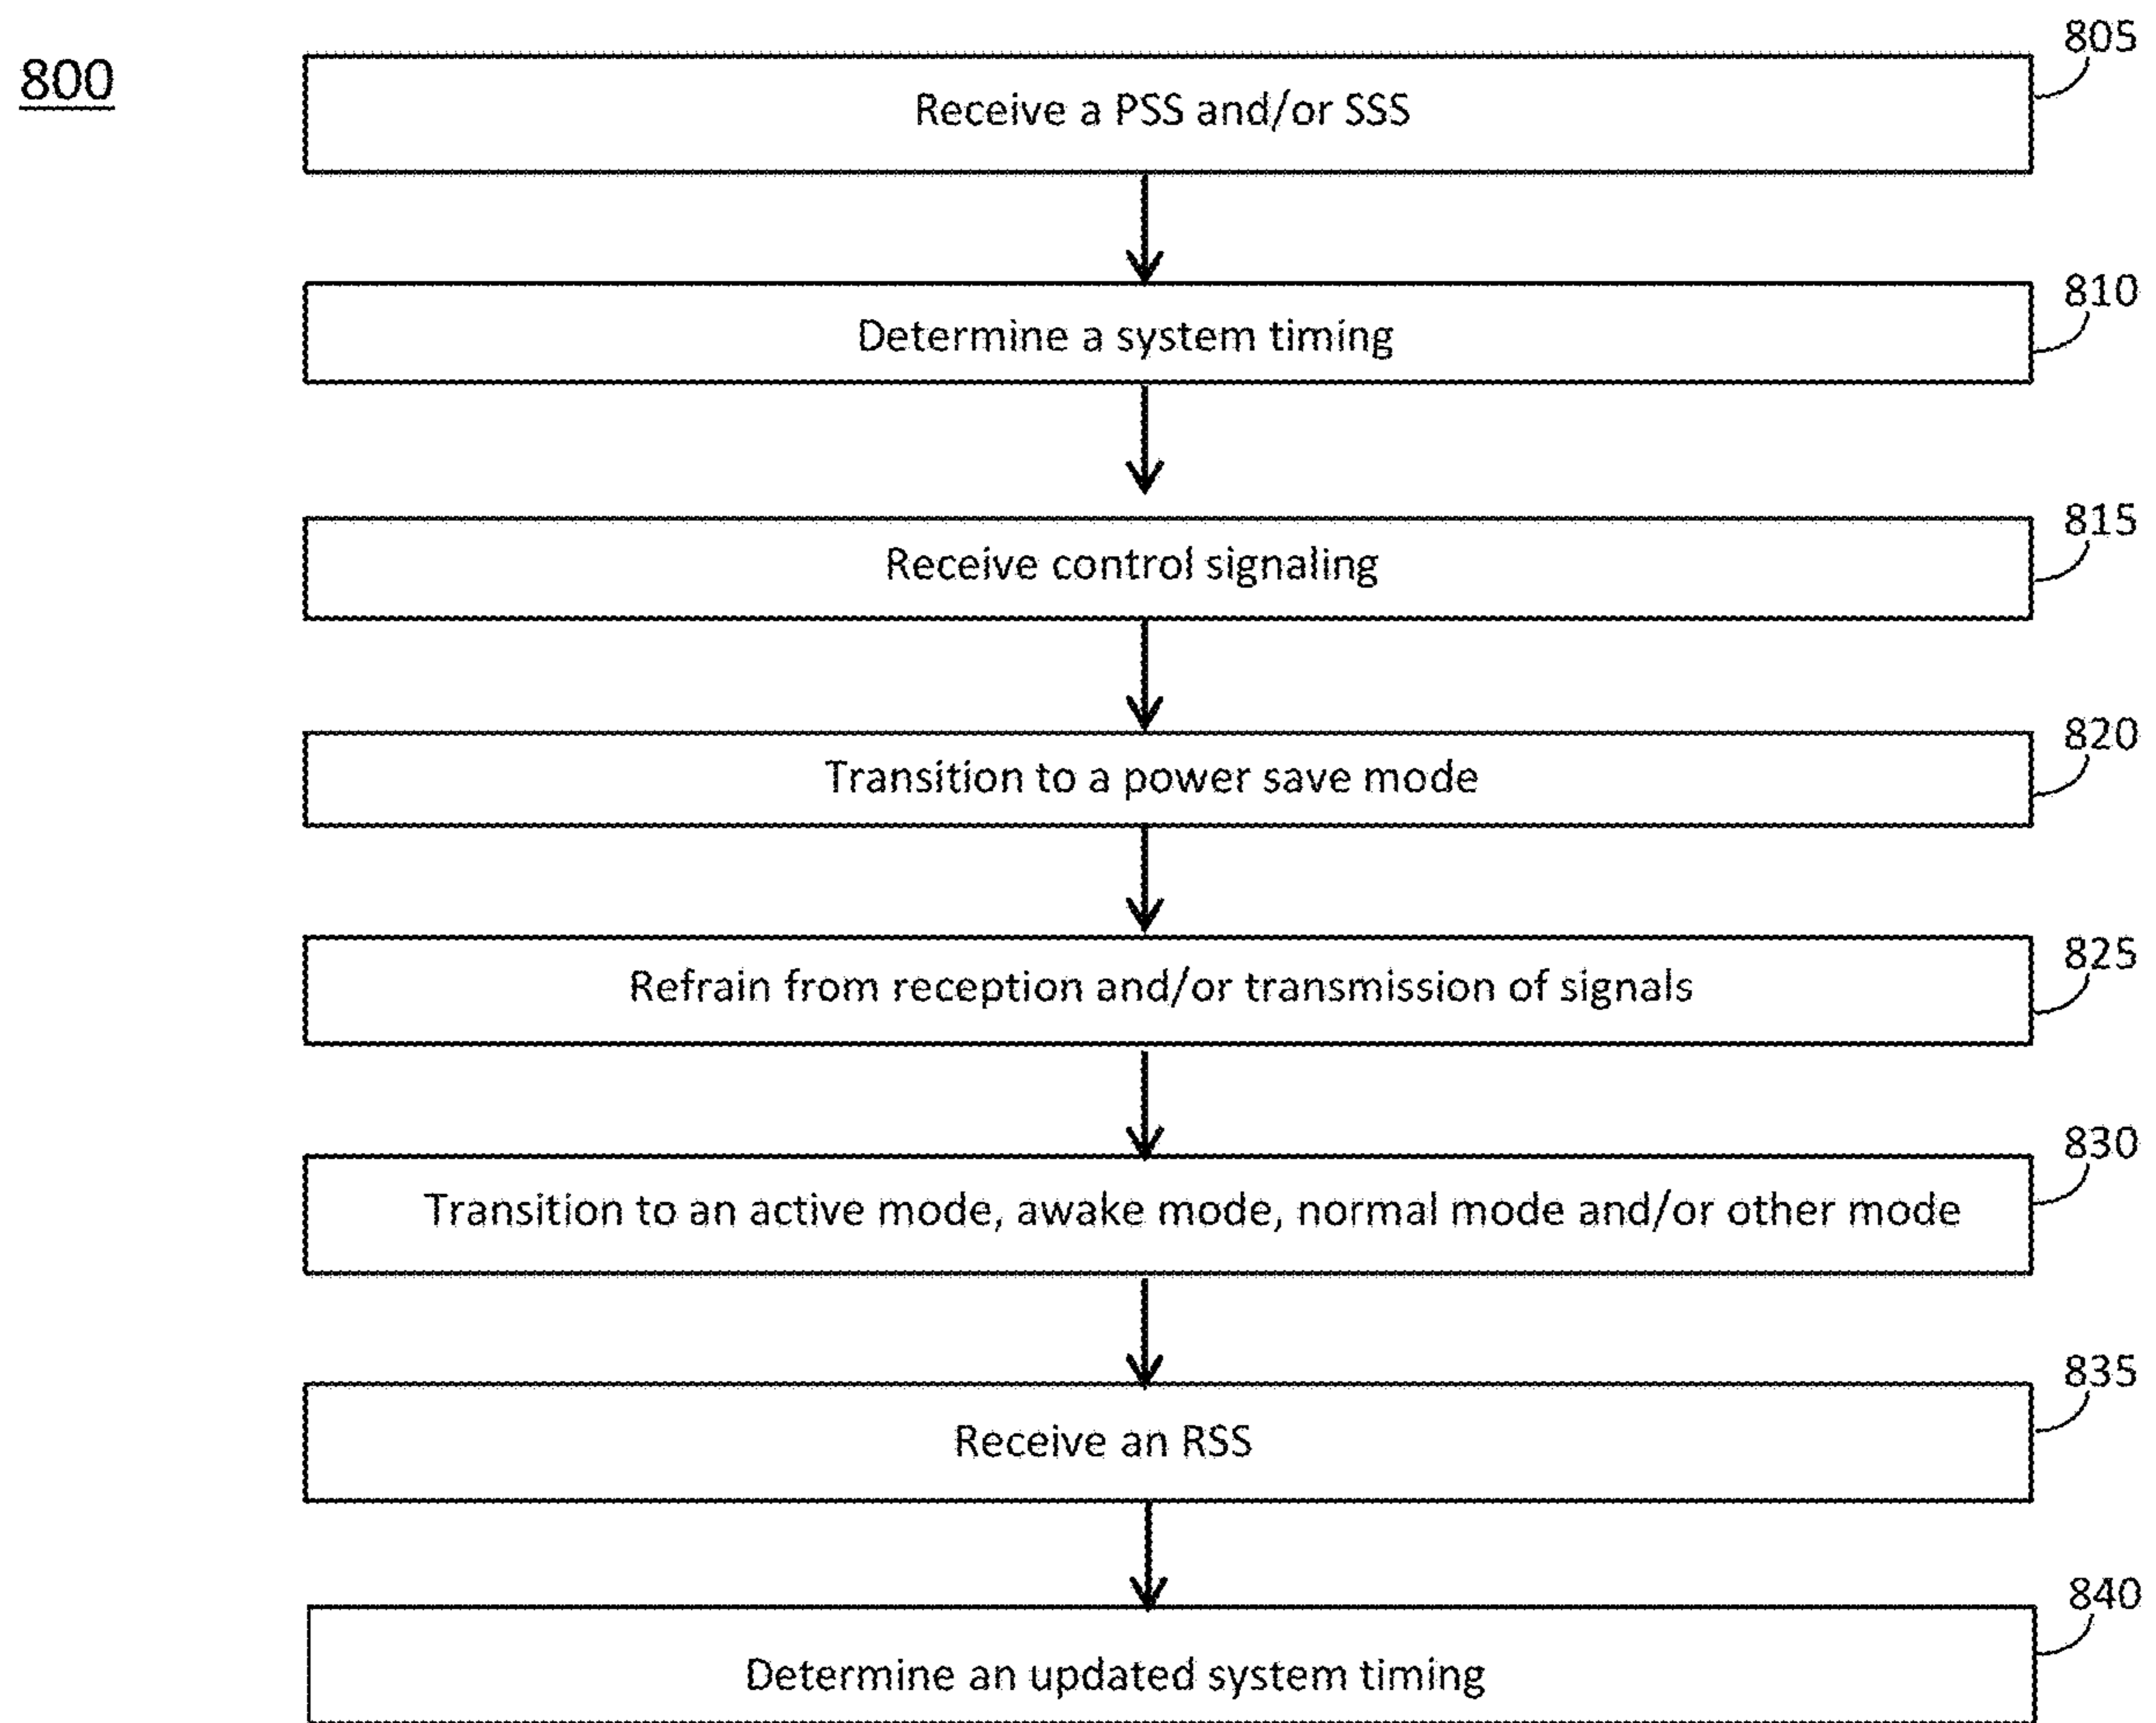 805
800
Receive a PSS and/or SSS
810
Determine a system timing
815
Receive control signaling
820
Transition to a power save mode
825
Refrain from reception and/or transmission of signals
830
Transition to an active mode, awake mode, normal mode and/or other mode
835
Receive an RSS
840
Determine an updated system timing